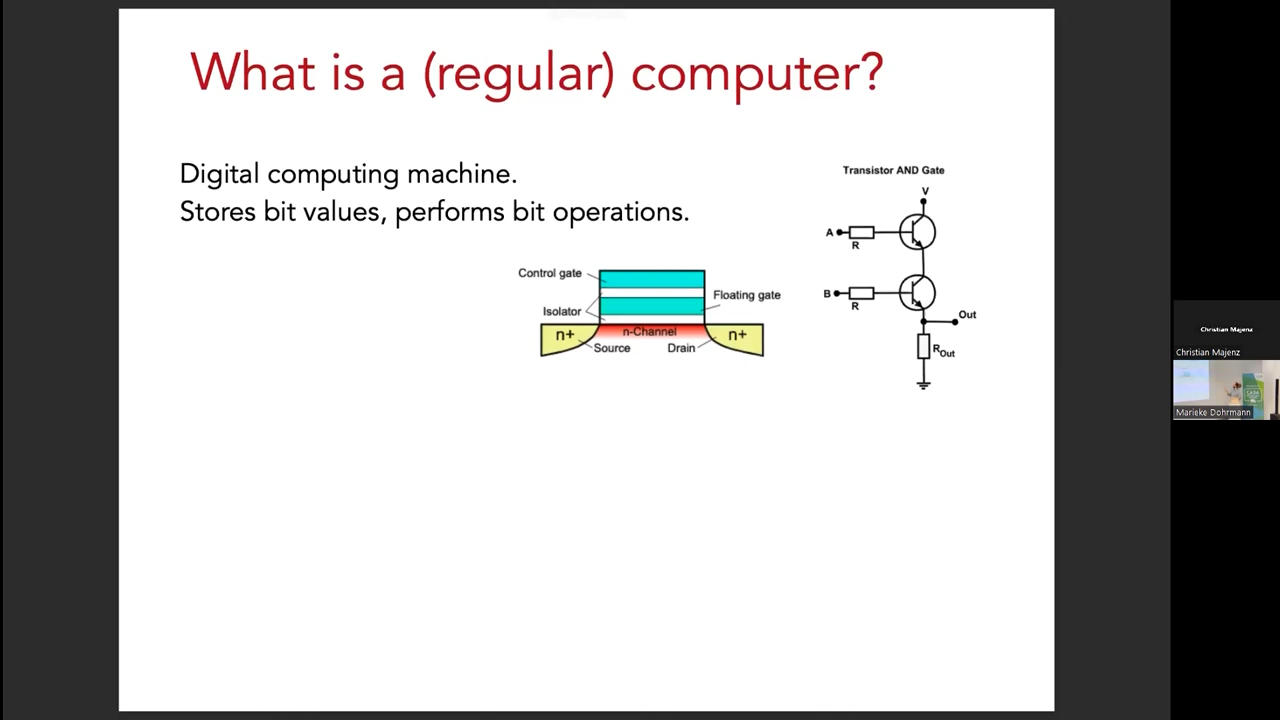 What is a (regular) computer?
Digital computing machine.
Stores bit values, performs bit operations.
Control gate
Isolator
Floating gate
n+
n-Channel
n+
Source
Drain
Transistor AND Gate
V
A
R
B
R
Out
ROut
Christian Majenz
Christian Majenz
Marieke Dohrmann